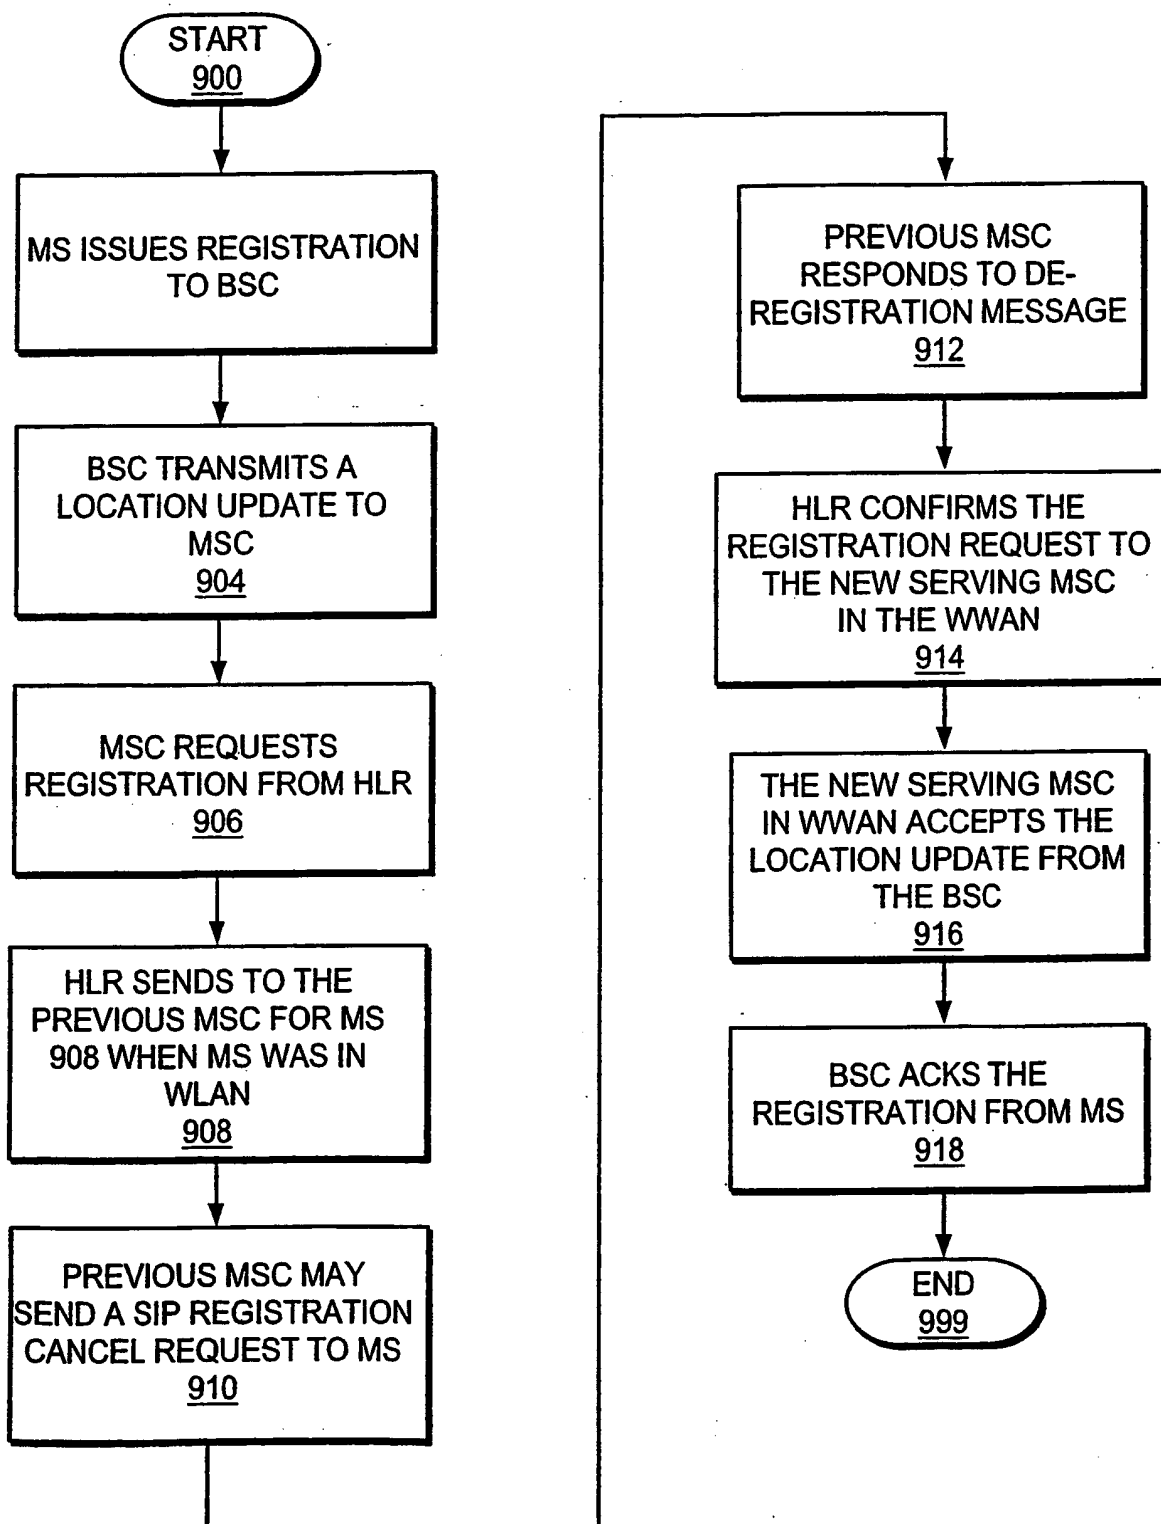 START
900
MS ISSUES REGISTRATION
TO BSC
BSC TRANSMITS A
LOCATION UPDATE TO
MSC
904
MSC REQUESTS
REGISTRATION FROM HLR
906
HLR SENDS TO THE
PREVIOUS MSC FOR MS
908 WHEN MS WAS IN
WLAN
908
PREVIOUS MSC MAY
SEND A SIP REGISTRATION
CANCEL REQUEST TO MS
910
PREVIOUS MSC
RESPONDS TO DE-
REGISTRATION MESSAGE
912
HLR CONFIRMS THE
REGISTRATION REQUEST TO
THE NEW SERVING MSC
IN THE WWAN
914
THE NEW SERVING MSC
IN WWAN ACCEPTS THE
LOCATION UPDATE FROM
THE BSC
916
BSC ACKS THE
REGISTRATION FROM MS
918
END
999